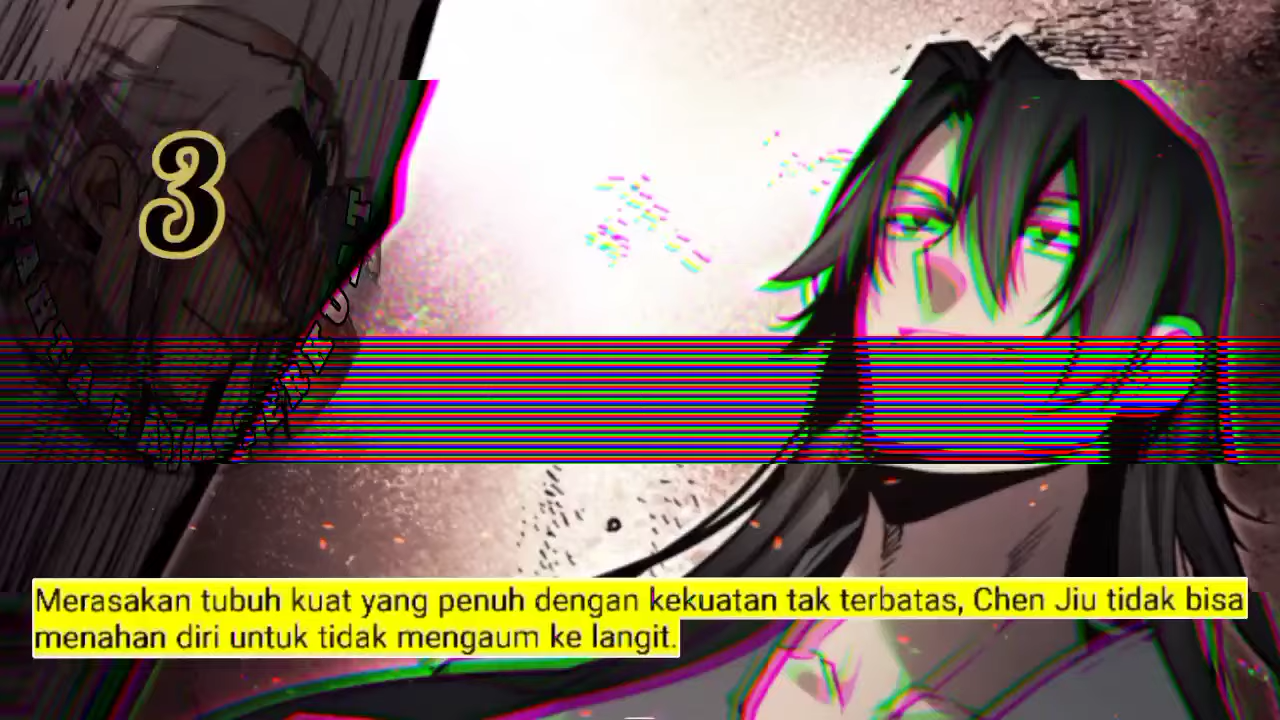 3
Merasakan tubuh kuat yang penuh dengan kekuatan tak terbatas, Chen Jiu tidak bisa
menahan diri untuk tidak mengaum ke langit.